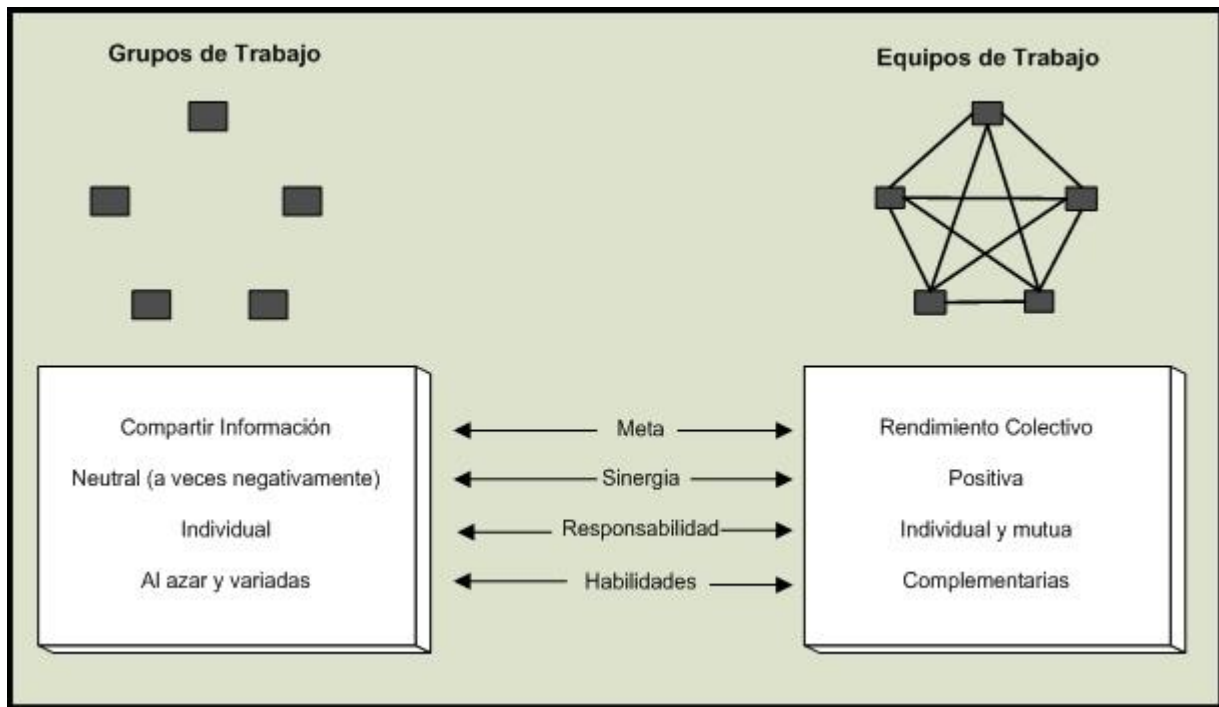 Grupos de Trabajo
Equipos de Trabajo
Compartir Información
Meta
Rendimiento Colectivo
Neutral (a veces negativamente)
Sinergia
Positiva
Individual
Responsabilidad
Individual y mutua
Al azar y variadas
Habilidades
Complementarias